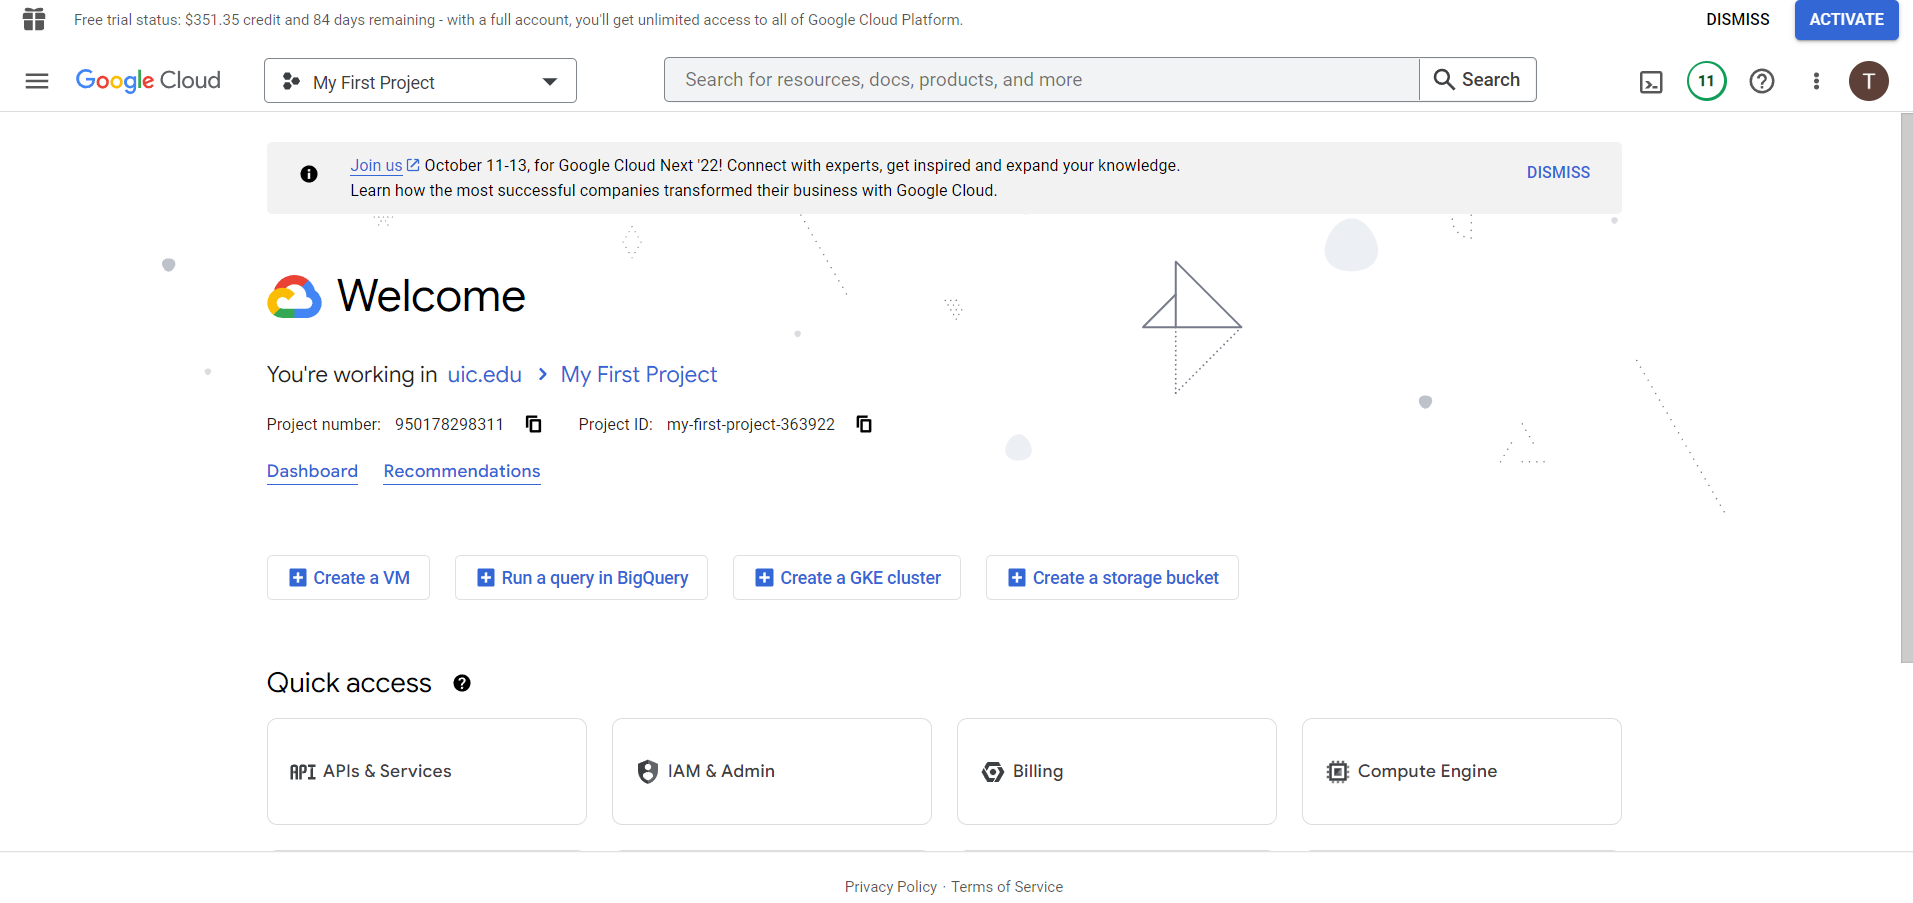 Free trial status: $351.35 credit and 84 days remaining - with a full account, you'll get unlimited access to all of Google Cloud Platform.
DISMISS
ACTIVATE
Google Cloud
My First Project
Search for resources, docs, products, and more
Search
11
T
Join us October 11-13, for Google Cloud Next '22! Connect with experts, get inspired and expand your knowledge.
Learn how the most successful companies transformed their business with Google Cloud.
DISMISS
Welcome
You're working in uic.edu > My First Project
Project number: 950178298311 Project ID: my-first-project-363922
Dashboard Recommendations
Create a VM
Run a query in BigQuery
Create a GKE cluster
Create a storage bucket
Quick access
API APIs & Services
IAM & Admin
Billing
Compute Engine
Privacy Policy · Terms of Service